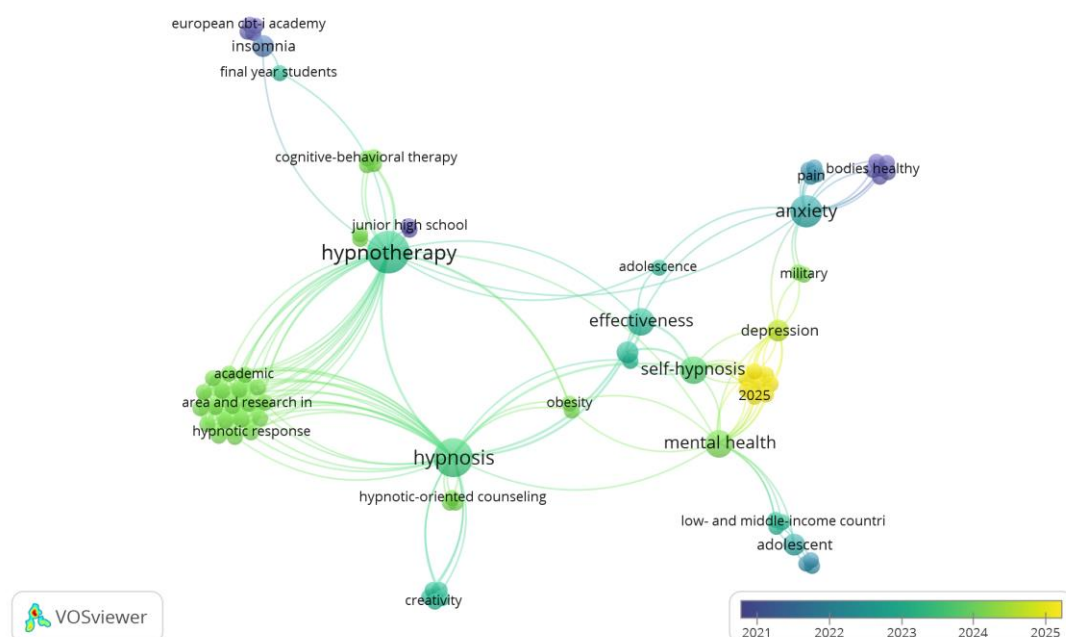 european cbt-i academy
insomnia
final year students
cognitive-behavioral therapy
pain
bodies healthy
anxiety
junior high school
hypnotherapy
adolescence
military
effectiveness
depression
self-hypnosis
academic
2025
area and research in
obesity
hypnotic response
mental health
hypnosis
hypnotic-oriented counseling
low- and middle-income countri
adolescent
creativity
VOSviewer
2021 2022 2023 2024 2025